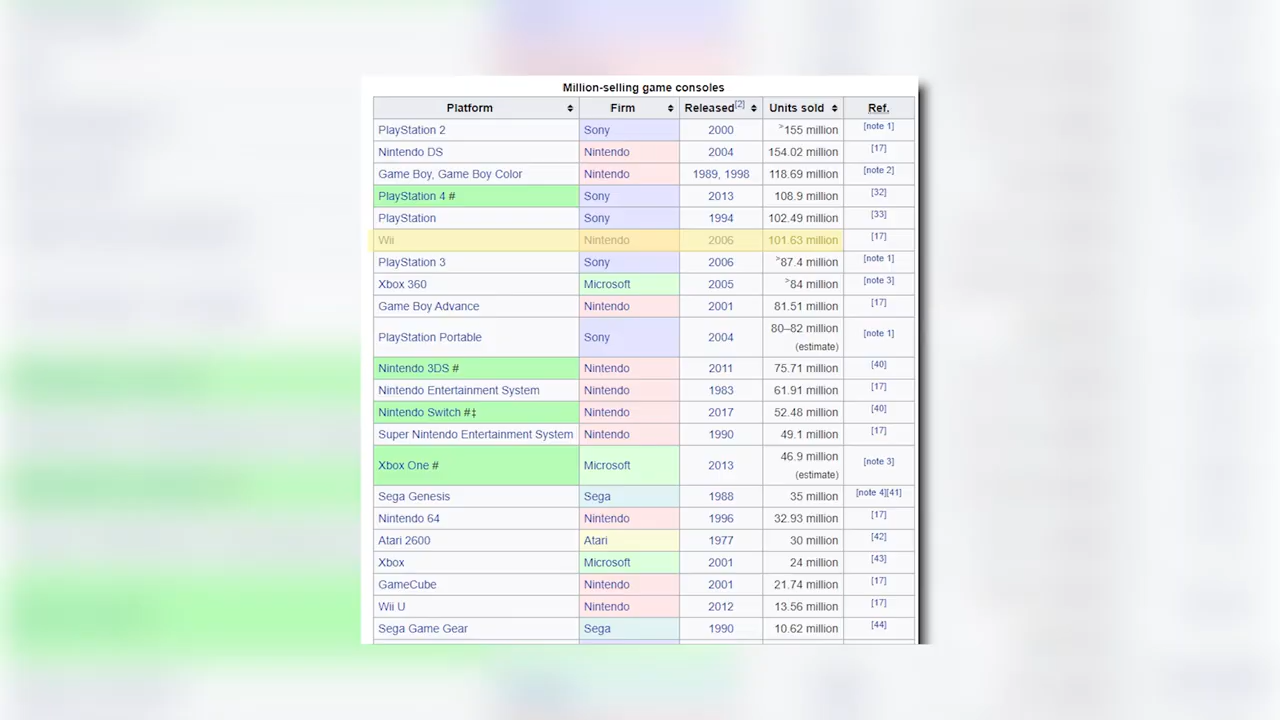 Million-selling game consoles
Platform Firm Released[2] Units sold Ref.
PlayStation 2 Sony 2000 >155 million [note 1]
Nintendo DS Nintendo 2004 154.02 million [17]
Game Boy, Game Boy Color Nintendo 1989, 1998 118.69 million [note 2]
PlayStation 4 # Sony 2013 108.9 million [32]
PlayStation Sony 1994 102.49 million [33]
Wii Nintendo 2006 101.63 million [17]
PlayStation 3 Sony 2006 >87.4 million [note 1]
Xbox 360 Microsoft 2005 >84 million [note 3]
Game Boy Advance Nintendo 2001 81.51 million [17]
PlayStation Portable Sony 2004 80–82 million (estimate) [note 1]
Nintendo 3DS # Nintendo 2011 75.71 million [40]
Nintendo Entertainment System Nintendo 1983 61.91 million [17]
Nintendo Switch #‡ Nintendo 2017 52.48 million [40]
Super Nintendo Entertainment System Nintendo 1990 49.1 million [17]
Xbox One # Microsoft 2013 46.9 million (estimate) [note 3]
Sega Genesis Sega 1988 35 million [note 4][41]
Nintendo 64 Nintendo 1996 32.93 million [17]
Atari 2600 Atari 1977 30 million [42]
Xbox Microsoft 2001 24 million [43]
GameCube Nintendo 2001 21.74 million [17]
Wii U Nintendo 2012 13.56 million [17]
Sega Game Gear Sega 1990 10.62 million [44]